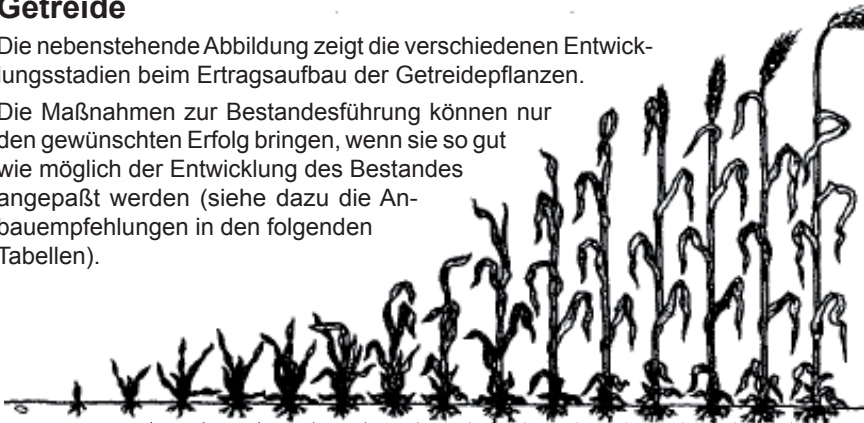 Getreide
Die nebenstehende Abbildung zeigt die verschiedenen Entwick-
lungsstadien beim Ertragsaufbau der Getreidepflanzen.
Die Maßnahmen zur Bestandesführung können nur
den gewünschten Erfolg bringen, wenn sie so gut
wie möglich der Entwicklung des Bestandes
angepaßt werden (siehe dazu die An-
bauempfehlungen in den folgenden
Tabellen).